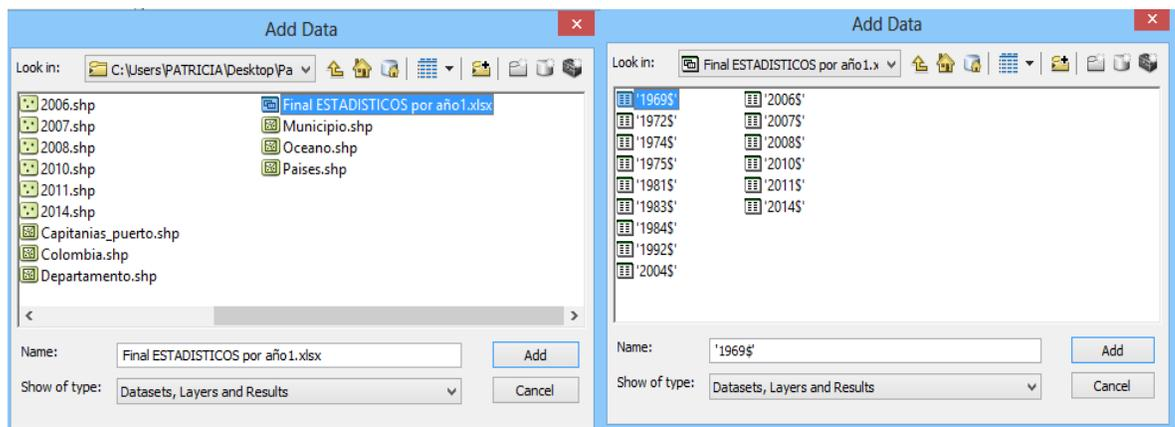 Add Data
Look in:
C:\Users\PATRICIA\Desktop\Pa
2006.shp
2007.shp
2008.shp
2010.shp
2011.shp
2014.shp
Capitanias_puerto.shp
Colombia.shp
Departamento.shp
Final ESTADISTICOS por año1.xlsx
Municipio.shp
Oceano.shp
Paises.shp
Name:
Final ESTADISTICOS por año1.xlsx
Add
Show of type:
Datasets, Layers and Results
Cancel
Add Data
Look in:
Final ESTADISTICOS por año1.x
'1969$'
'1972$'
'1974$'
'1975$'
'1981$'
'1983$'
'1984$'
'1992$'
'2004$'
'2006$'
'2007$'
'2008$'
'2010$'
'2011$'
'2014$'
Name:
'1969$'
Add
Show of type:
Datasets, Layers and Results
Cancel